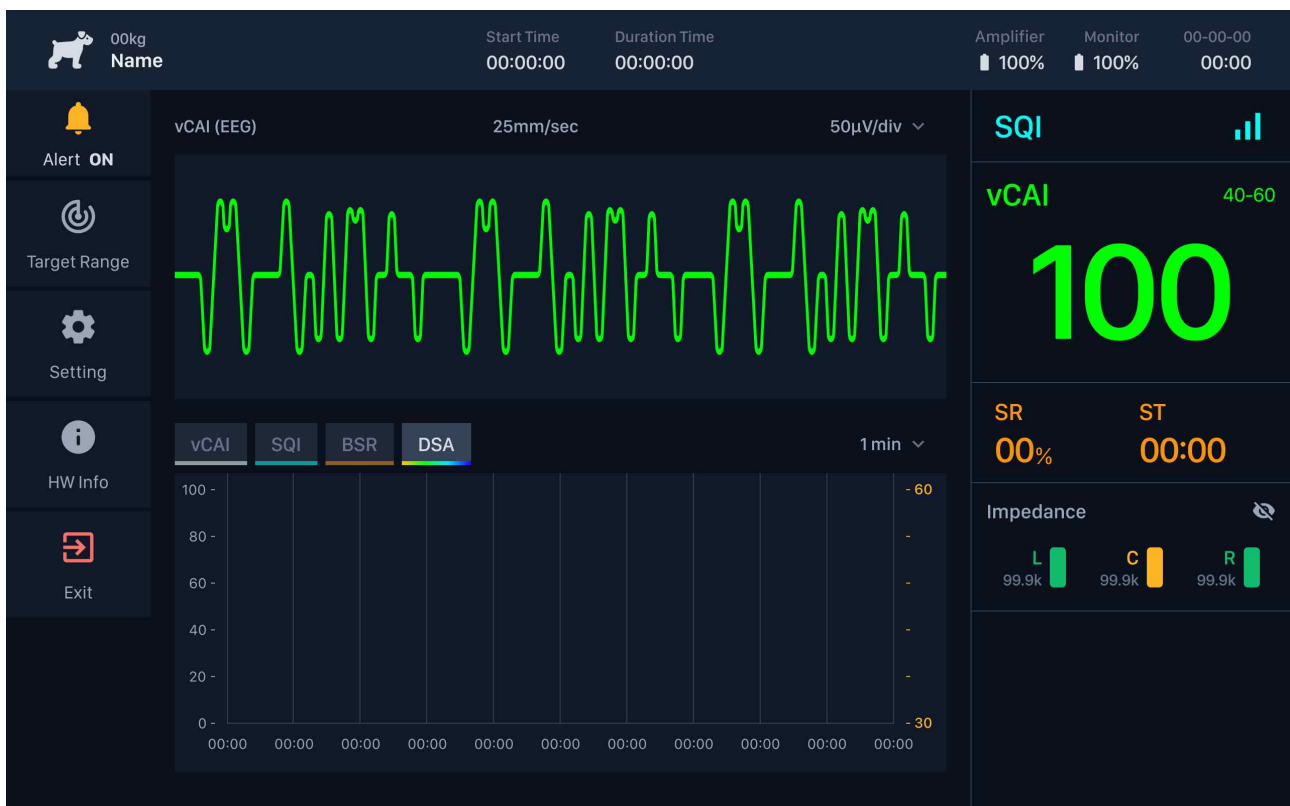 00kg
Name
Start Time
00:00:00
Duration Time
00:00:00
Amplifier
100%
Monitor
100%
00-00-00
00:00
Alert ON
Target Range
Setting
HW Info
Exit
vCAI (EEG)
25mm/sec
50µV/div
vCAI
SQI
BSR
DSA
1 min
100 -
80 -
60 -
40 -
20 -
0 -
- 60
-
-
-
-
- 30
00:00 00:00 00:00 00:00 00:00 00:00 00:00 00:00 00:00 00:00 00:00
SQI
vCAI
40-60
100
SR
00%
ST
00:00
Impedance
L
99.9k
C
99.9k
R
99.9k